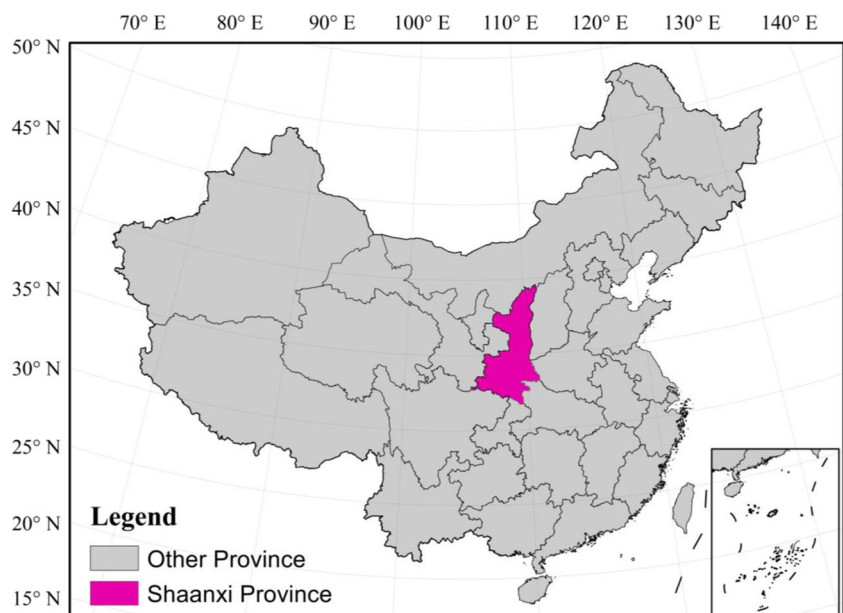 70° E 80° E 90° E 100° E 110° E 120° E 130° E 140° E
50° N
45° N
40° N
35° N
30° N
25° N
20° N
15° N
Legend
Other Province
Shaanxi Province